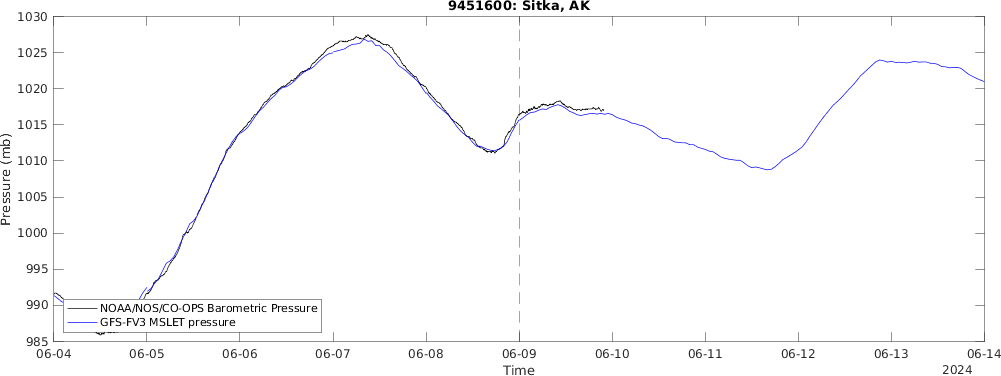 9451600: Sitka, AK
1030
1025
1020
1015
1010
1005
1000
995
990
985
Pressure (mb)
NOAA/NOS/CO-OPS Barometric Pressure
GFS-FV3 MSLET pressure
06-04 06-05 06-06 06-07 06-08 06-09 06-10 06-11 06-12 06-13 06-14
Time
2024